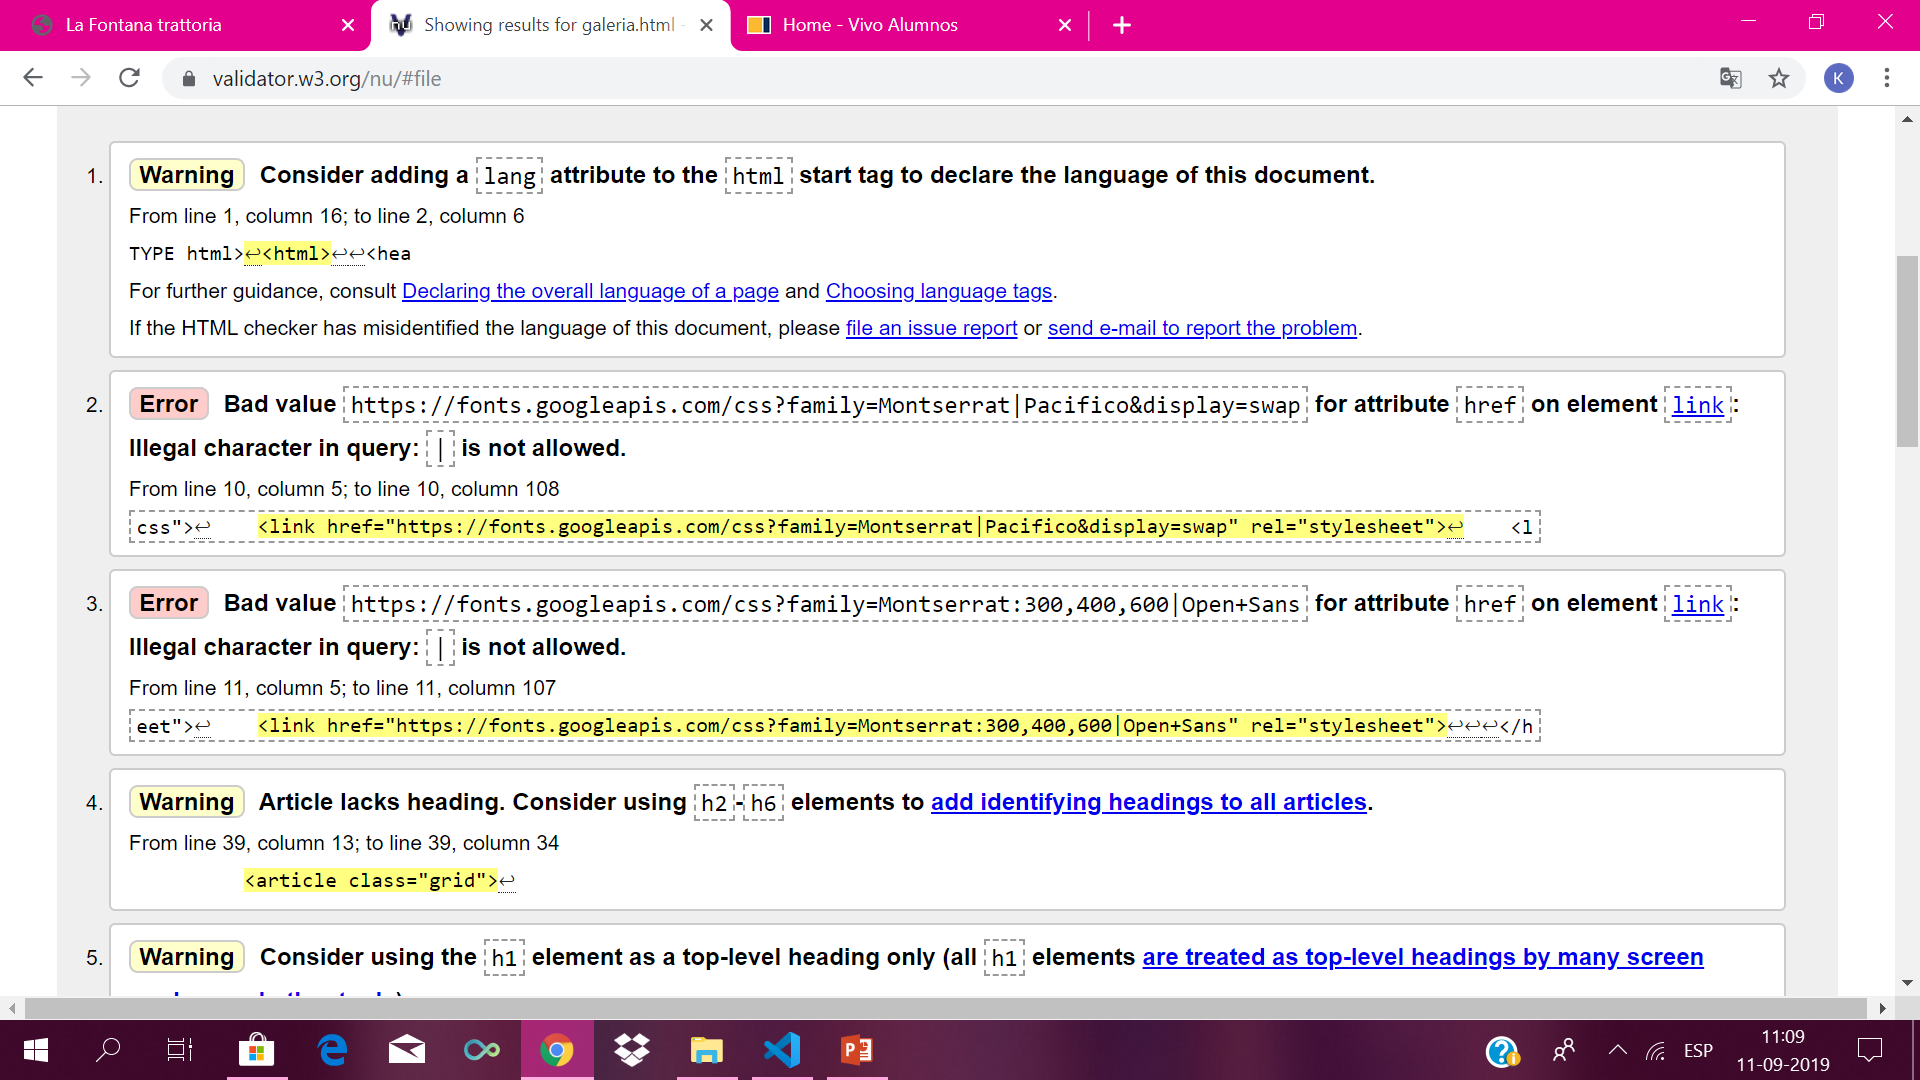 La Fontana trattoria
Showing results for galeria.html -
Home - Vivo Alumnos
validator.w3.org/nu/#file
K
1. Warning Consider adding a lang attribute to the html start tag to declare the language of this document.
From line 1, column 16; to line 2, column 6
TYPE html>↩<html>↩↩<hea
For further guidance, consult Declaring the overall language of a page and Choosing language tags.
If the HTML checker has misidentified the language of this document, please file an issue report or send e-mail to report the problem.
2. Error Bad value https://fonts.googleapis.com/css?family=Montserrat|Pacifico&display=swap for attribute href on element link:
Illegal character in query: | is not allowed.
From line 10, column 5; to line 10, column 108
css">↩    <link href="https://fonts.googleapis.com/css?family=Montserrat|Pacifico&display=swap" rel="stylesheet">↩    <l
3. Error Bad value https://fonts.googleapis.com/css?family=Montserrat:300,400,600|Open+Sans for attribute href on element link:
Illegal character in query: | is not allowed.
From line 11, column 5; to line 11, column 107
eet">↩    <link href="https://fonts.googleapis.com/css?family=Montserrat:300,400,600|Open+Sans" rel="stylesheet">↩↩↩</h
4. Warning Article lacks heading. Consider using h2-h6 elements to add identifying headings to all articles.
From line 39, column 13; to line 39, column 34
<article class="grid">↩
5. Warning Consider using the h1 element as a top-level heading only (all h1 elements are treated as top-level headings by many screen
ESP
11:09
11-09-2019